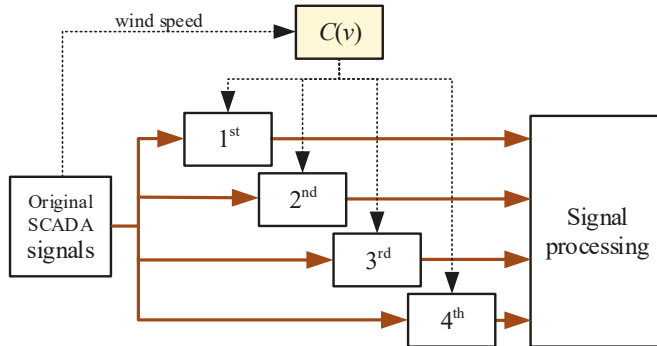 wind speed
C(v)
1st
Original
SCADA
signals
2nd
3rd
4th
Signal
processing